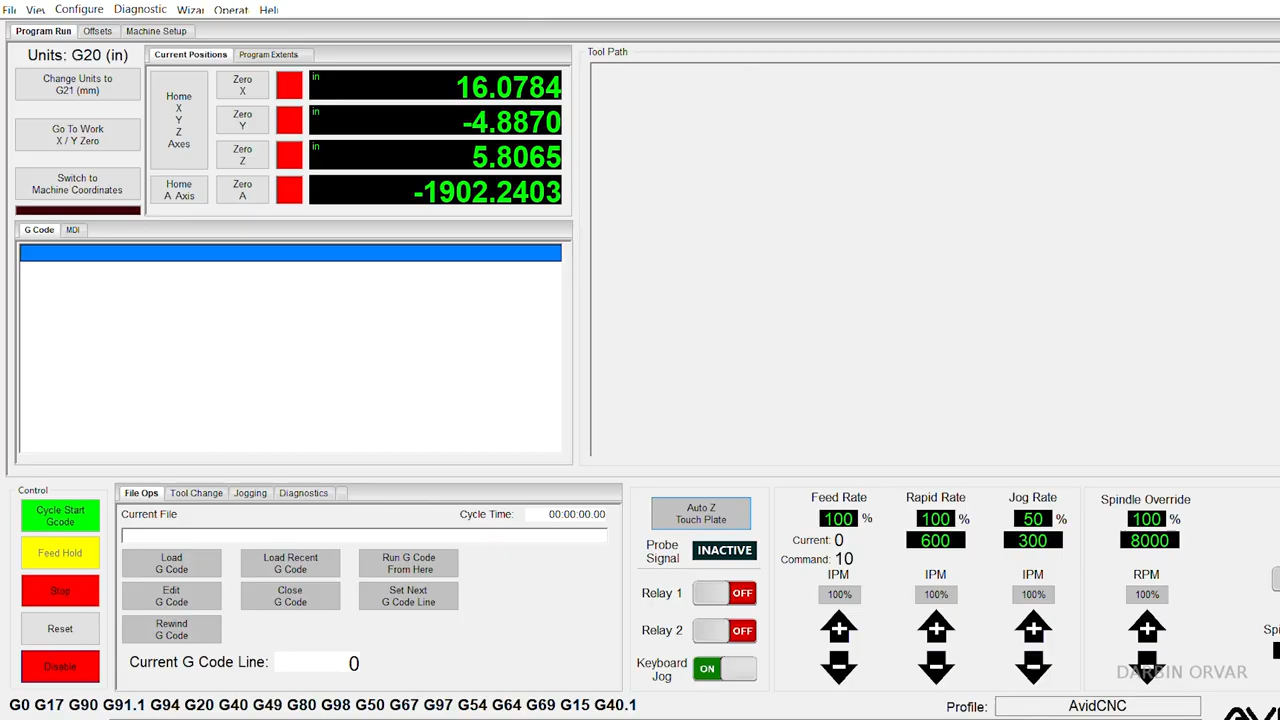 Configure Diagnostic
Program Run Offsets Machine Setup
Units: G20 (in)
Change Units to
G21 (mm)
Go To Work
X / Y Zero
Switch to
Machine Coordinates
Current Positions Program Extents
Home
X
Y
Z
Axes
Home
A Axis
Zero
X
in 16.0784
Zero
Y
in -4.8870
Zero
Z
in 5.8065
Zero
A
-1902.2403
Tool Path
G Code MDI
Control
Cycle Start
Gcode
Feed Hold
Stop
Reset
Disable
File Ops Tool Change Jogging Diagnostics
Current File Cycle Time: 00:00:00.00
Load
G Code
Load Recent
G Code
Run G Code
From Here
Edit
G Code
Close
G Code
Set Next
G Code Line
Rewind
G Code
Current G Code Line: 0
Auto Z
Touch Plate
Probe
Signal
INACTIVE
Relay 1 OFF
Relay 2 OFF
Keyboard
Jog
ON
Feed Rate
100 %
Current: 0
Command: 10
IPM
100%
Rapid Rate
100 %
600
IPM
100%
Jog Rate
50 %
300
IPM
100%
Spindle Override
100 %
8000
RPM
100%
DARBIN ORVAR
G0 G17 G90 G91.1 G94 G20 G40 G49 G80 G98 G50 G67 G97 G54 G64 G69 G15 G40.1
Profile: AvidCNC